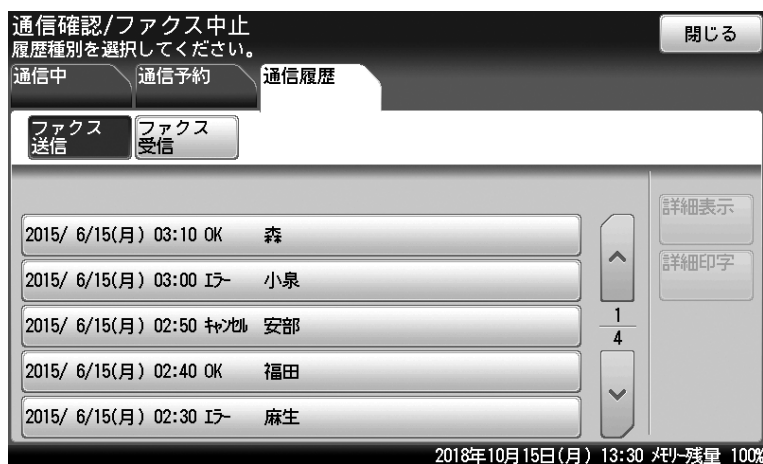 通信確認/ファクス中止
履歴種別を選択してください。
閉じる
通信中
通信予約
通信履歴
ファクス
送信
ファクス
受信
詳細表示
詳細印字
2015/ 6/15(月) 03:10 OK 森
2015/ 6/15(月) 03:00 ｴﾗｰ 小泉
2015/ 6/15(月) 02:50 ｷｬﾝｾﾙ 安部
2015/ 6/15(月) 02:40 OK 福田
2015/ 6/15(月) 02:30 ｴﾗｰ 麻生
1
4
2018年10月15日(月) 13:30 ﾒﾓﾘｰ残量 100%